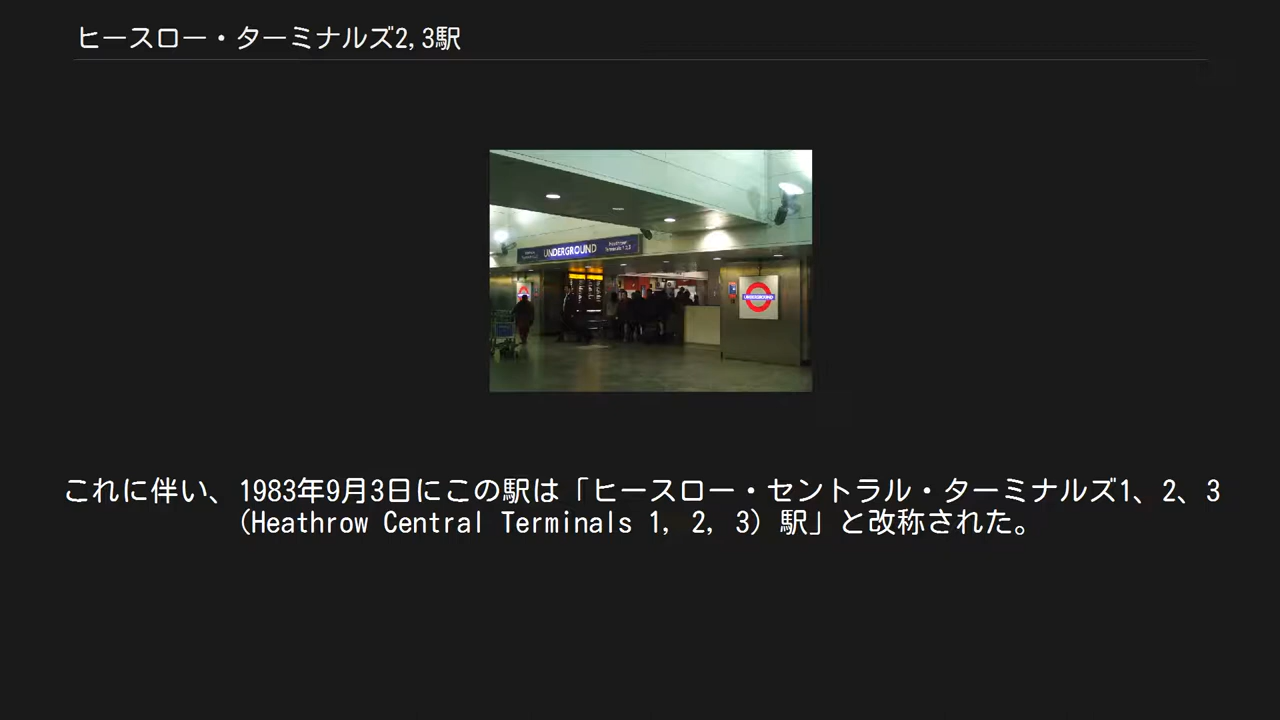 ヒースロー・ターミナルズ2,3駅
UNDERGROUND
UNDERGROUND
これに伴い、1983年9月3日にこの駅は「ヒースロー・セントラル・ターミナルズ1、2、3
(Heathrow Central Terminals 1, 2, 3) 駅」と改称された。